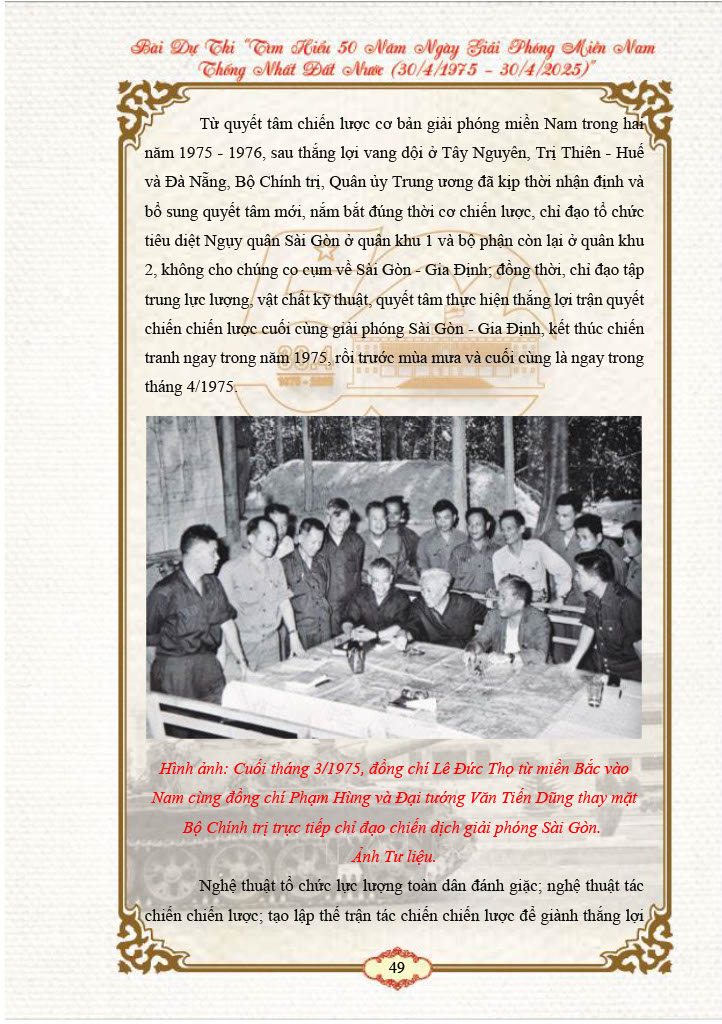 Bài Dự Thi “Tìm Hiểu 50 Năm Ngày Giải Phóng Miền Nam
Thống Nhất Đất Nước (30/4/1975 – 30/4/2025)”
Từ quyết tâm chiến lược cơ bản giải phóng miền Nam trong hai
năm 1975 - 1976, sau thắng lợi vang dội ở Tây Nguyên, Trị Thiên - Huế
và Đà Nẵng, Bộ Chính trị, Quân ủy Trung ương đã kịp thời nhận định và
bổ sung quyết tâm mới, nắm bắt đúng thời cơ chiến lược, chỉ đạo tổ chức
tiêu diệt Ngụy quân Sài Gòn ở quân khu 1 và bộ phận còn lại ở quân khu
2, không cho chúng co cụm về Sài Gòn - Gia Định; đồng thời, chỉ đạo tập
trung lực lượng, vật chất kỹ thuật, quyết tâm thực hiện thắng lợi trận quyết
chiến chiến lược cuối cùng giải phóng Sài Gòn - Gia Định, kết thúc chiến
tranh ngay trong năm 1975, rồi trước mùa mưa và cuối cùng là ngay trong
tháng 4/1975.
30.4
1975 - 2025
Hình ảnh: Cuối tháng 3/1975, đồng chí Lê Đức Thọ từ miền Bắc vào
Nam cùng đồng chí Phạm Hùng và Đại tướng Văn Tiến Dũng thay mặt
Bộ Chính trị trực tiếp chỉ đạo chiến dịch giải phóng Sài Gòn.
Ảnh Tư liệu.
Nghệ thuật tổ chức lực lượng toàn dân đánh giặc; nghệ thuật tác
chiến chiến lược; tạo lập thế trận tác chiến chiến lược để giành thắng lợi
49